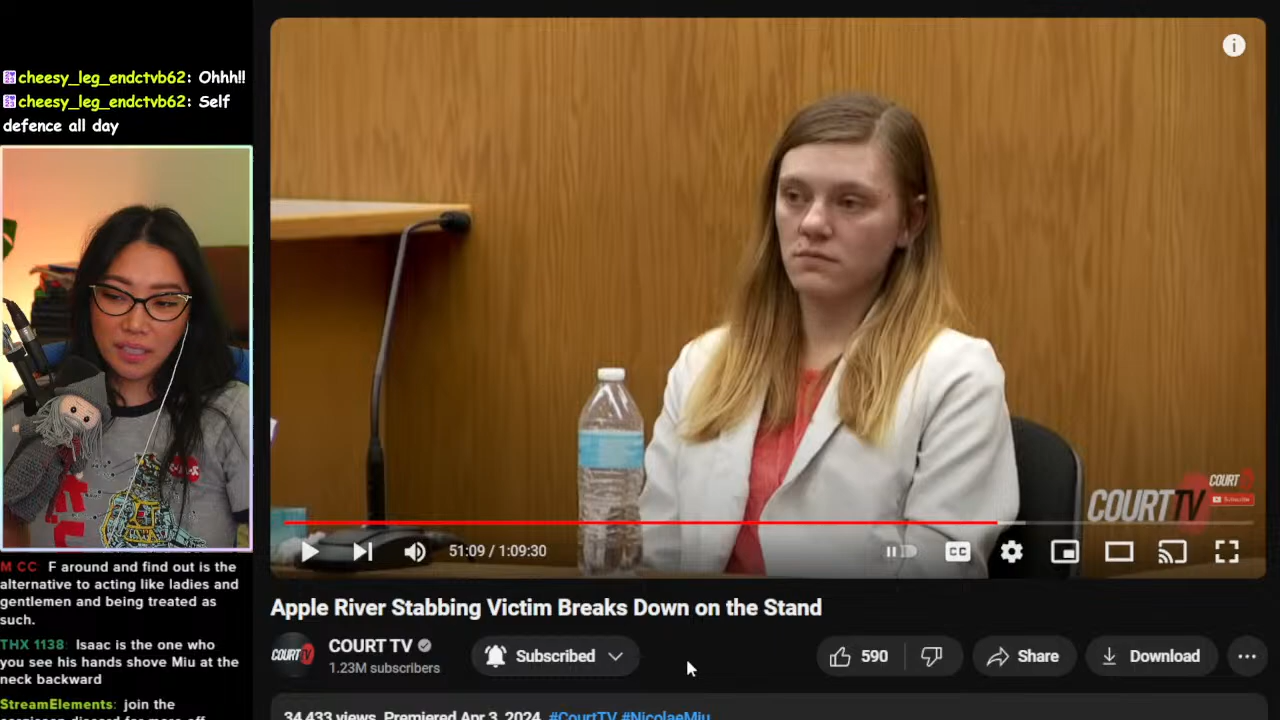 cheesy_leg_endctvb62: Ohhh!!
cheesy_leg_endctvb62: Self
defence all day
M CC F around and find out is the
alternative to acting like ladies and
gentlemen and being treated as
such.
THX 1138: Isaac is the one who
you see his hands shove Miu at the
neck backward
StreamElements: join the
COURT TV
COURT
Subscribe
51:09 / 1:09:30
CC
Apple River Stabbing Victim Breaks Down on the Stand
COURT TV
COURT TV
1.23M subscribers
Subscribed
590
Share
Download
34,433 views Premiered Apr 3, 2024 #CourtTV #NicolaeMiu